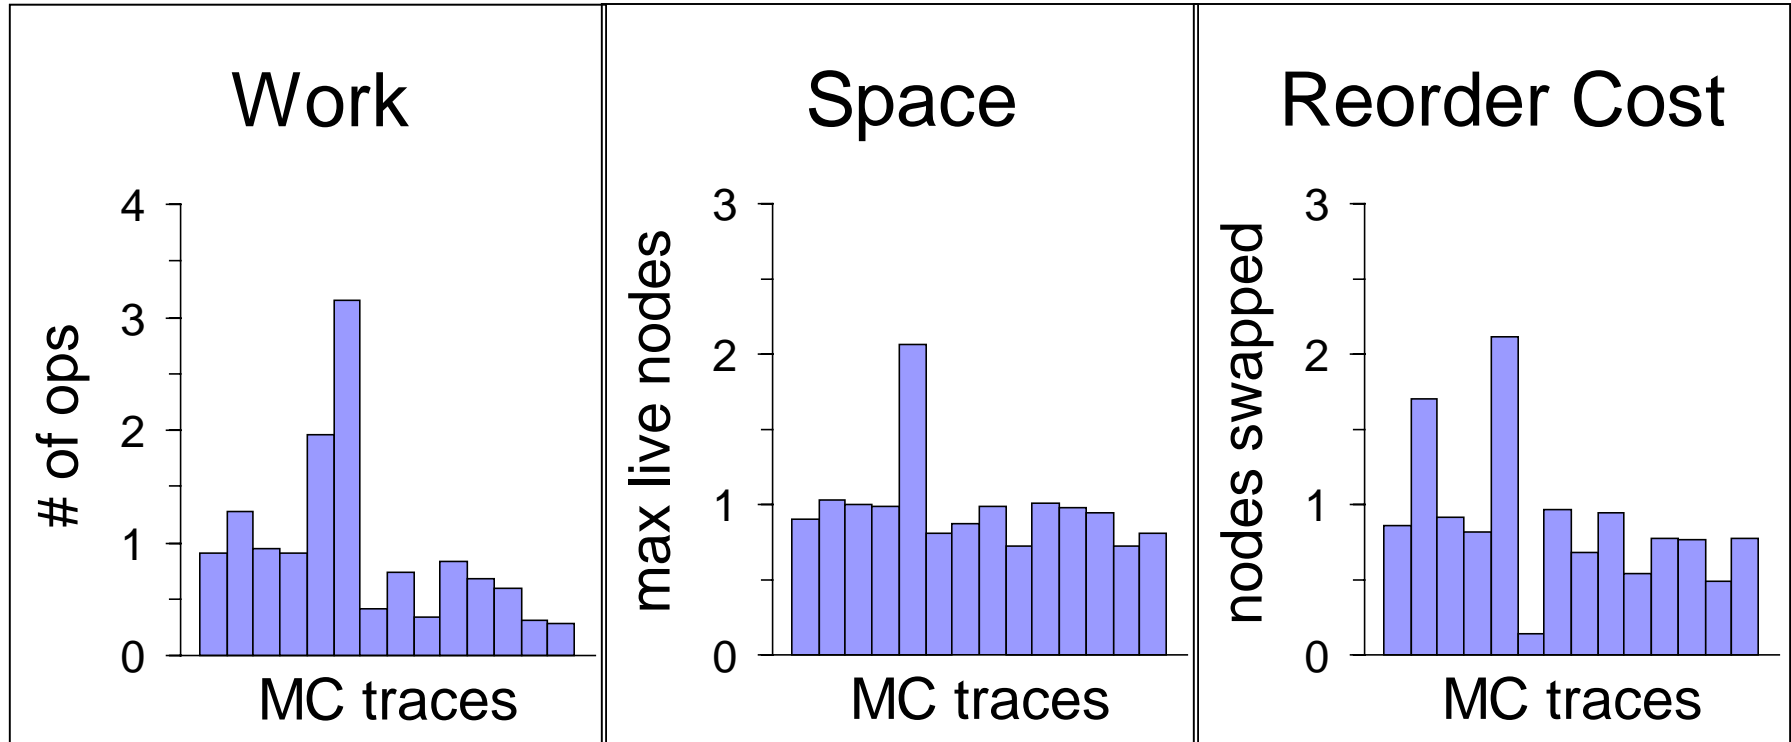 Work
4
3
2
1
0
# of ops
MC traces
Space
3
2
1
0
max live nodes
MC traces
Reorder Cost
3
2
1
0
nodes swapped
MC traces